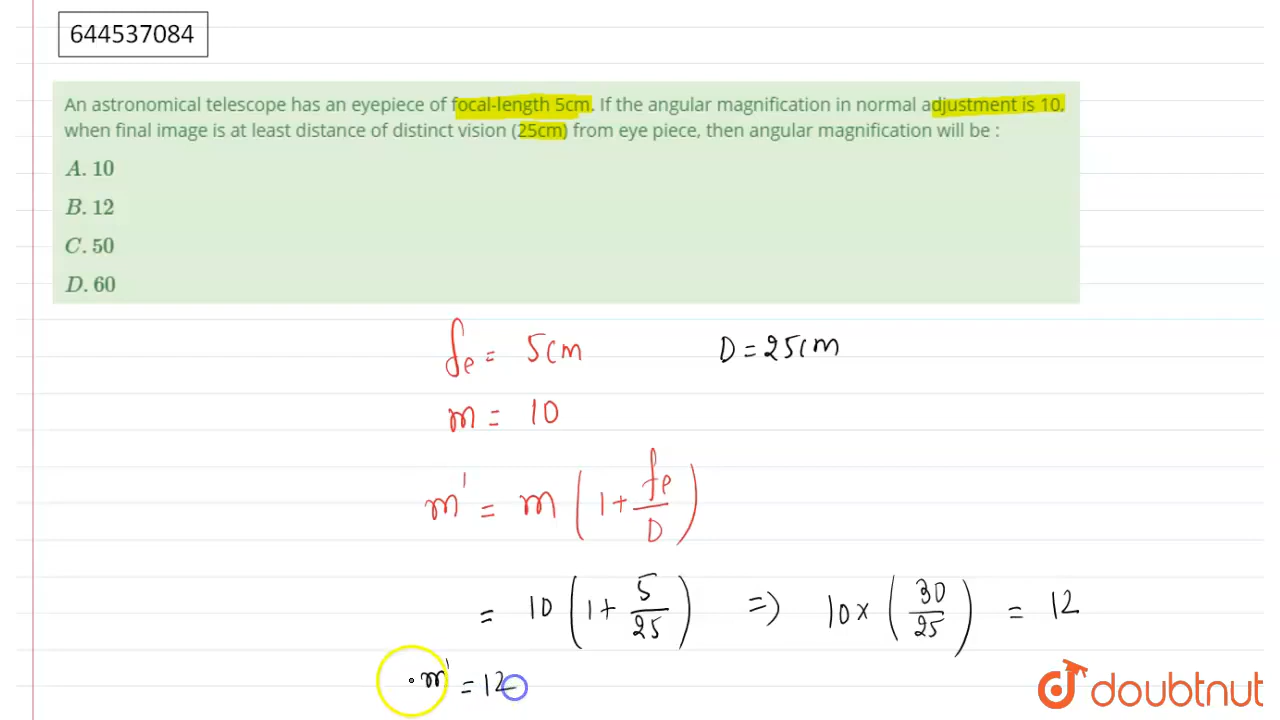 644537084
An astronomical telescope has an eyepiece of focal-length 5cm. If the angular magnification in normal adjustment is 10,
when final image is at least distance of distinct vision (25cm) from eye piece, then angular magnification will be :
A. 10
B. 12
C. 50
D. 60
fe = 5cm D = 25cm
m = 10
m' = m (1 + fe/D)
= 10 (1 + 5/25) => 10x (30/25) = 12
m' = 12
doubtnut